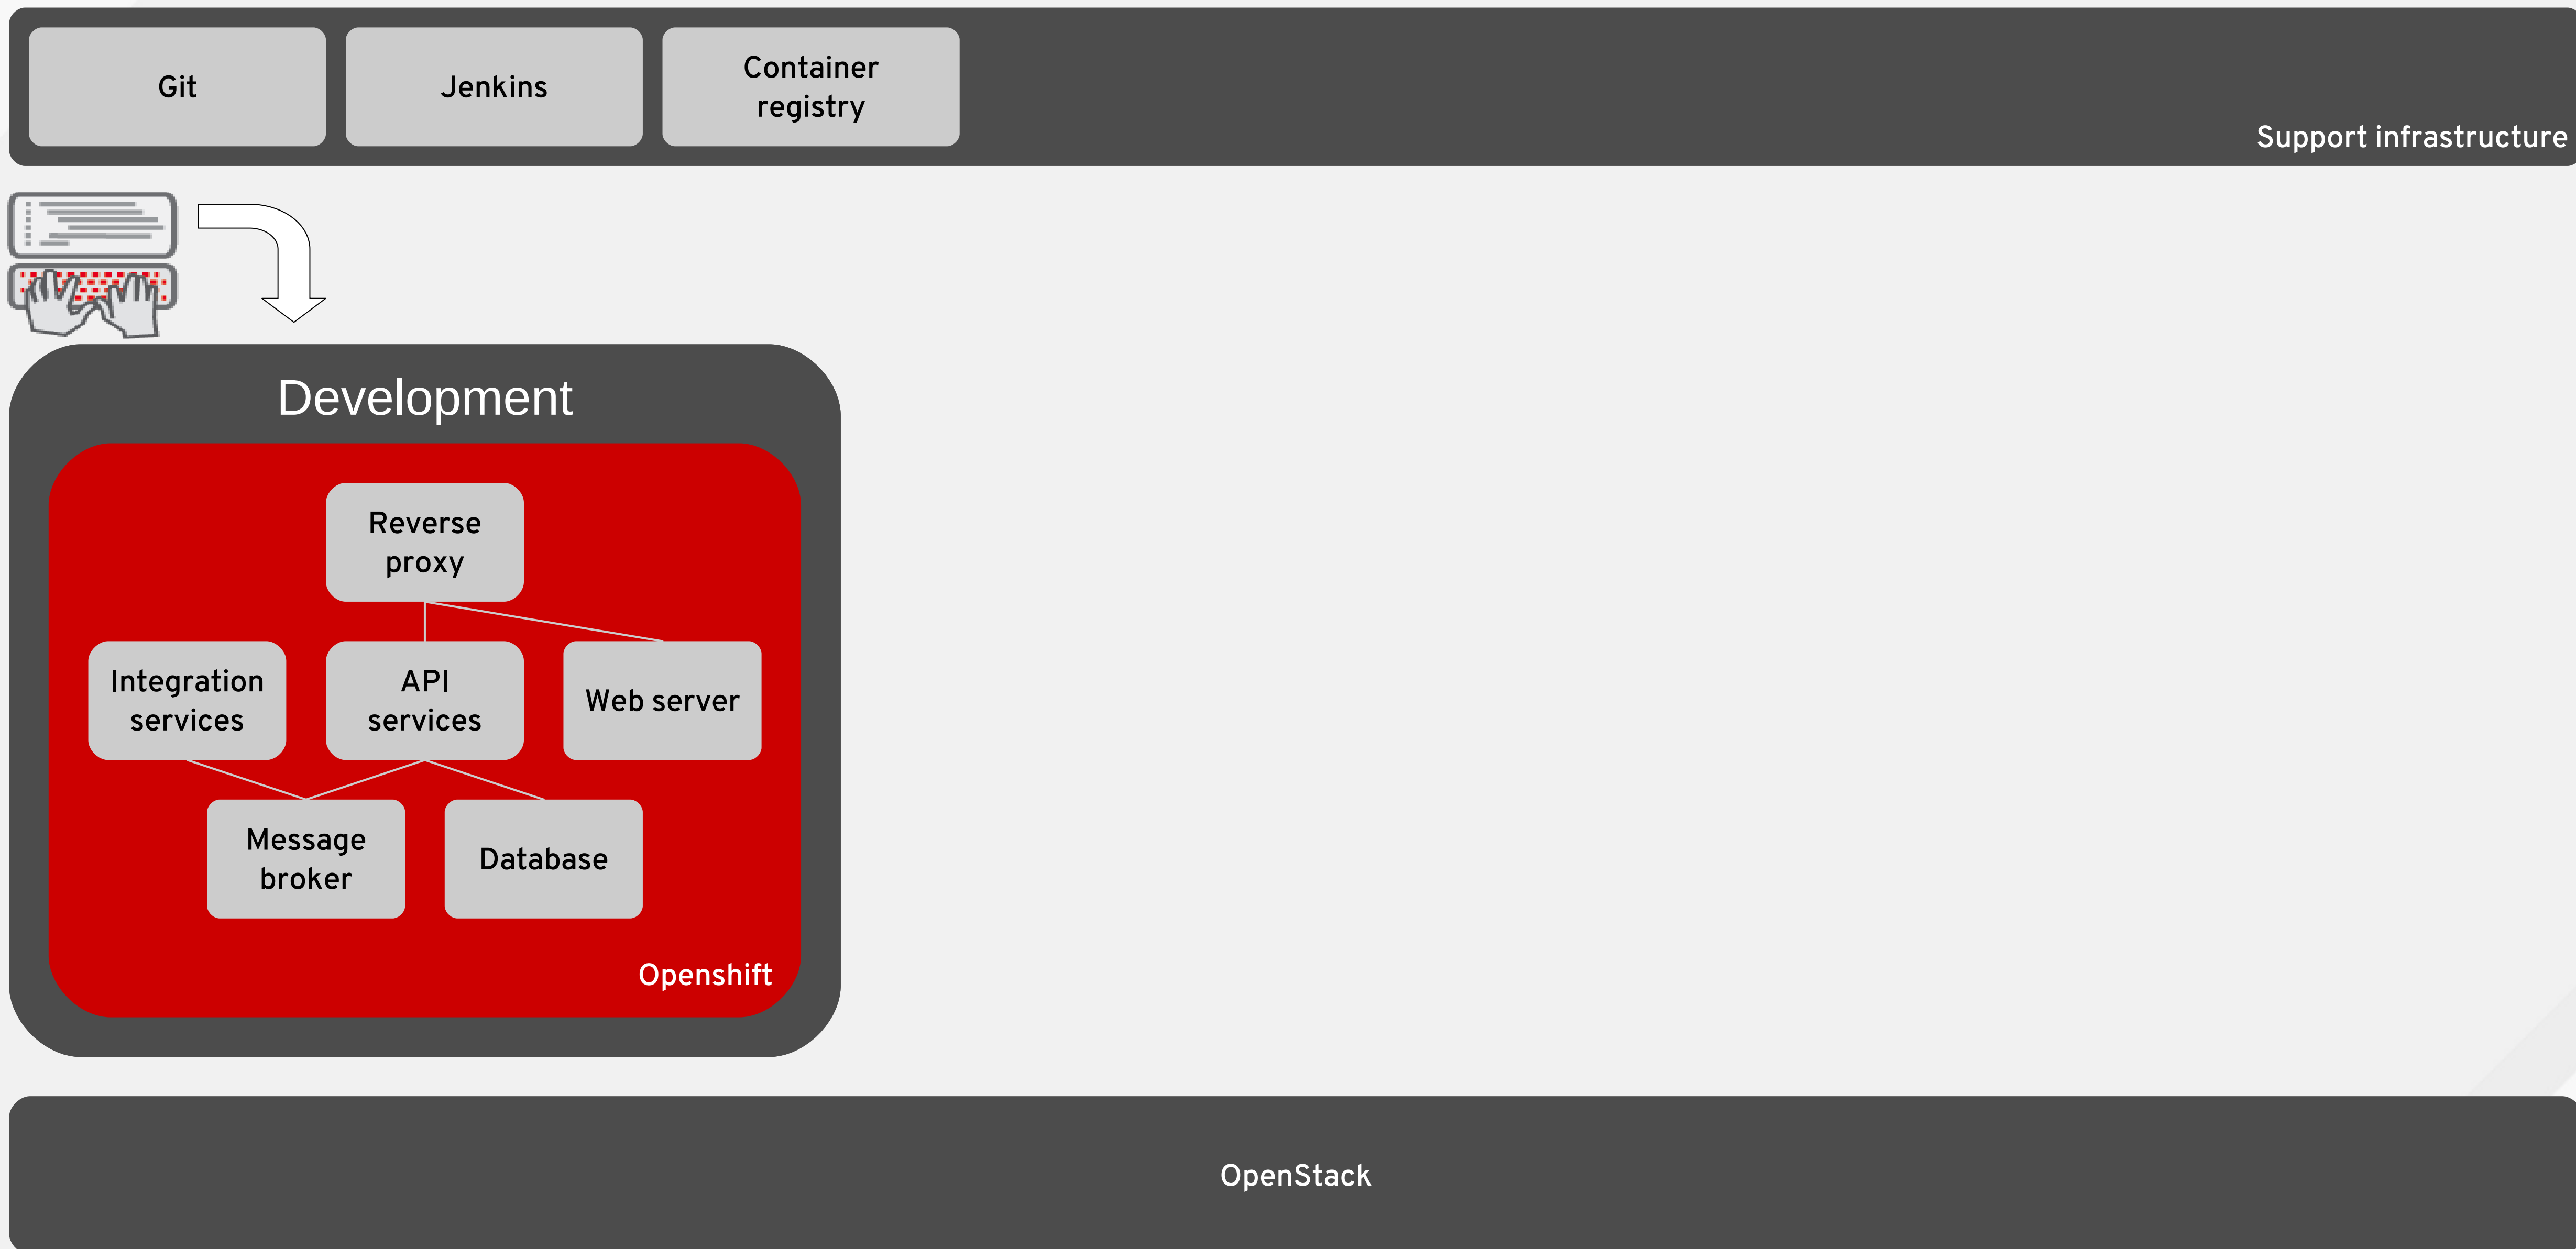 Git
Jenkins
Container
registry
Support infrastructure
Development
Reverse
proxy
Integration
services
API
services
Web server
Message
broker
Database
Openshift
OpenStack